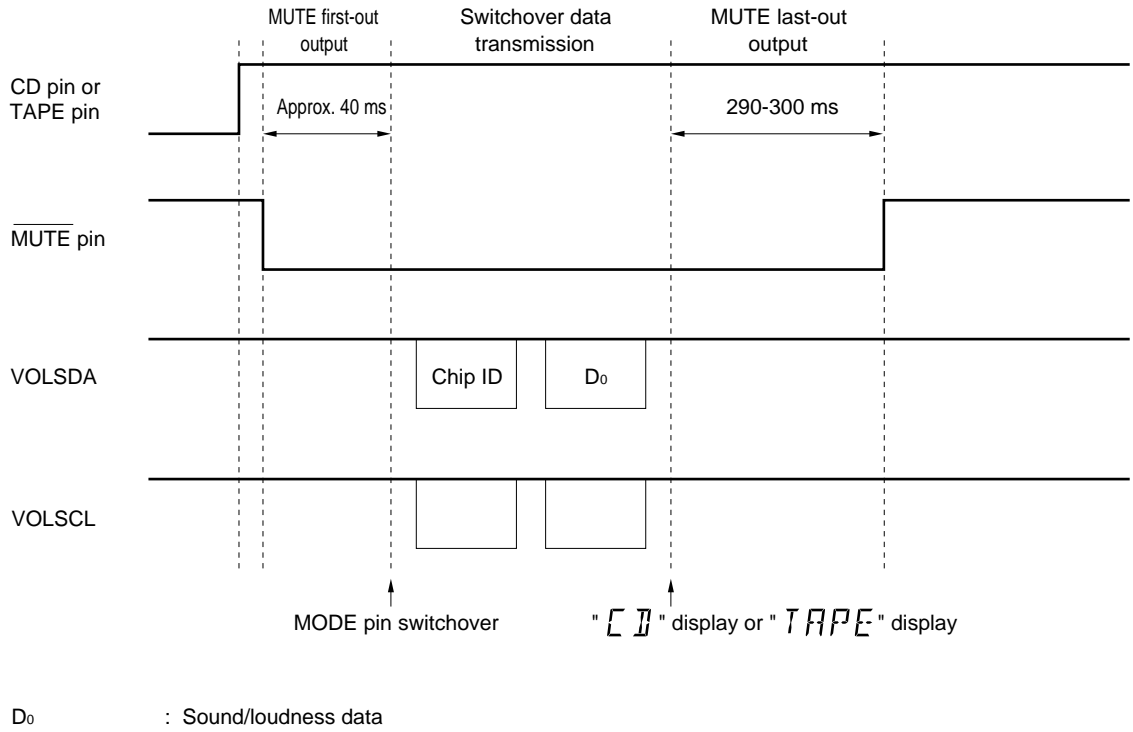 MUTE first-out
output
Switchover data
transmission
MUTE last-out
output
CD pin or
TAPE pin
Approx. 40 ms
290-300 ms
MUTE pin
VOLSDA
Chip ID
D0
VOLSCL
MODE pin switchover
" CD " display or " TAPE " display
D0 : Sound/loudness data